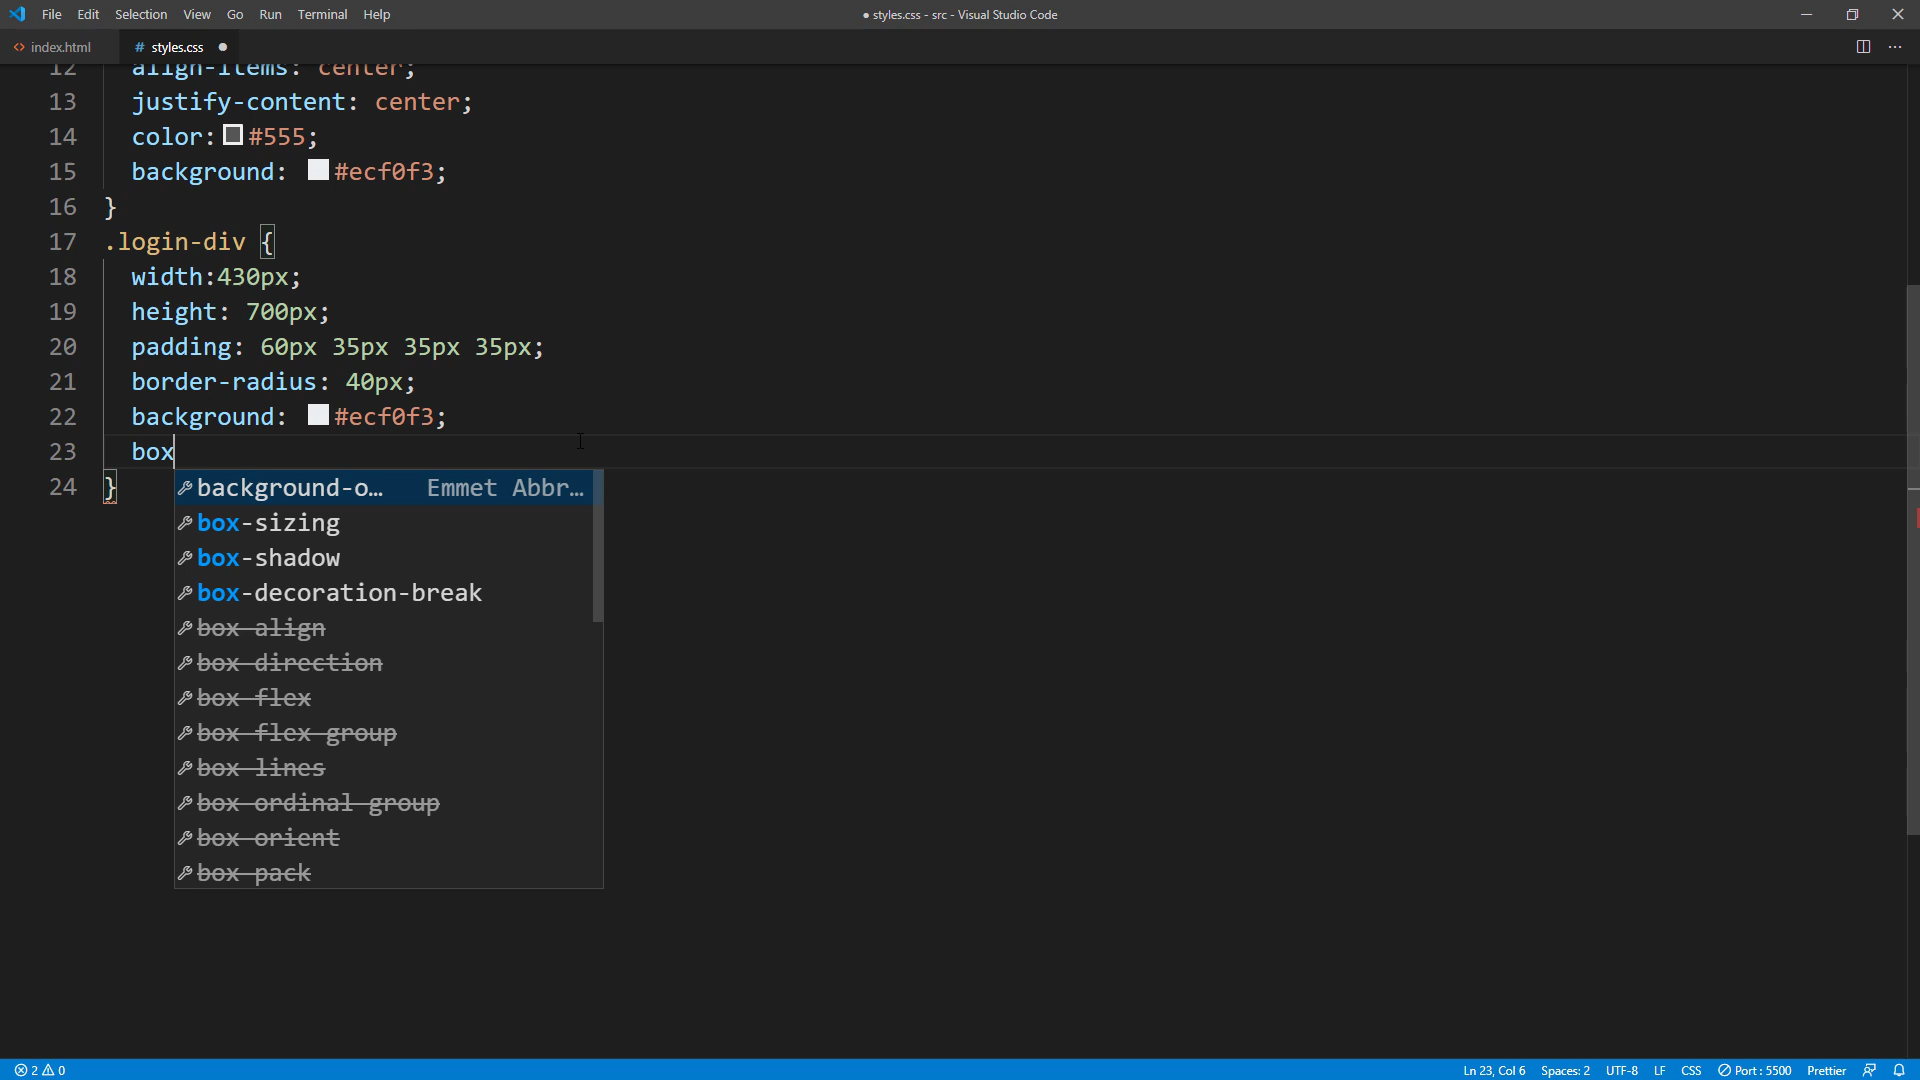 File Edit Selection View Go Run Terminal Help
● styles.css - src - Visual Studio Code
<> index.html
# styles.css ●
12 align-items: center;
13 justify-content: center;
14 color: #555;
15 background: #ecf0f3;
16 }
17 .login-div {
18 width:430px;
19 height: 700px;
20 padding: 60px 35px 35px 35px;
21 border-radius: 40px;
22 background: #ecf0f3;
23 box
24 }
background-o… Emmet Abbr…
box-sizing
box-shadow
box-decoration-break
box-align
box-direction
box-flex
box-flex-group
box-lines
box-ordinal-group
box-orient
box-pack
2 0
Ln 23, Col 6 Spaces: 2 UTF-8 LF CSS Port : 5500 Prettier